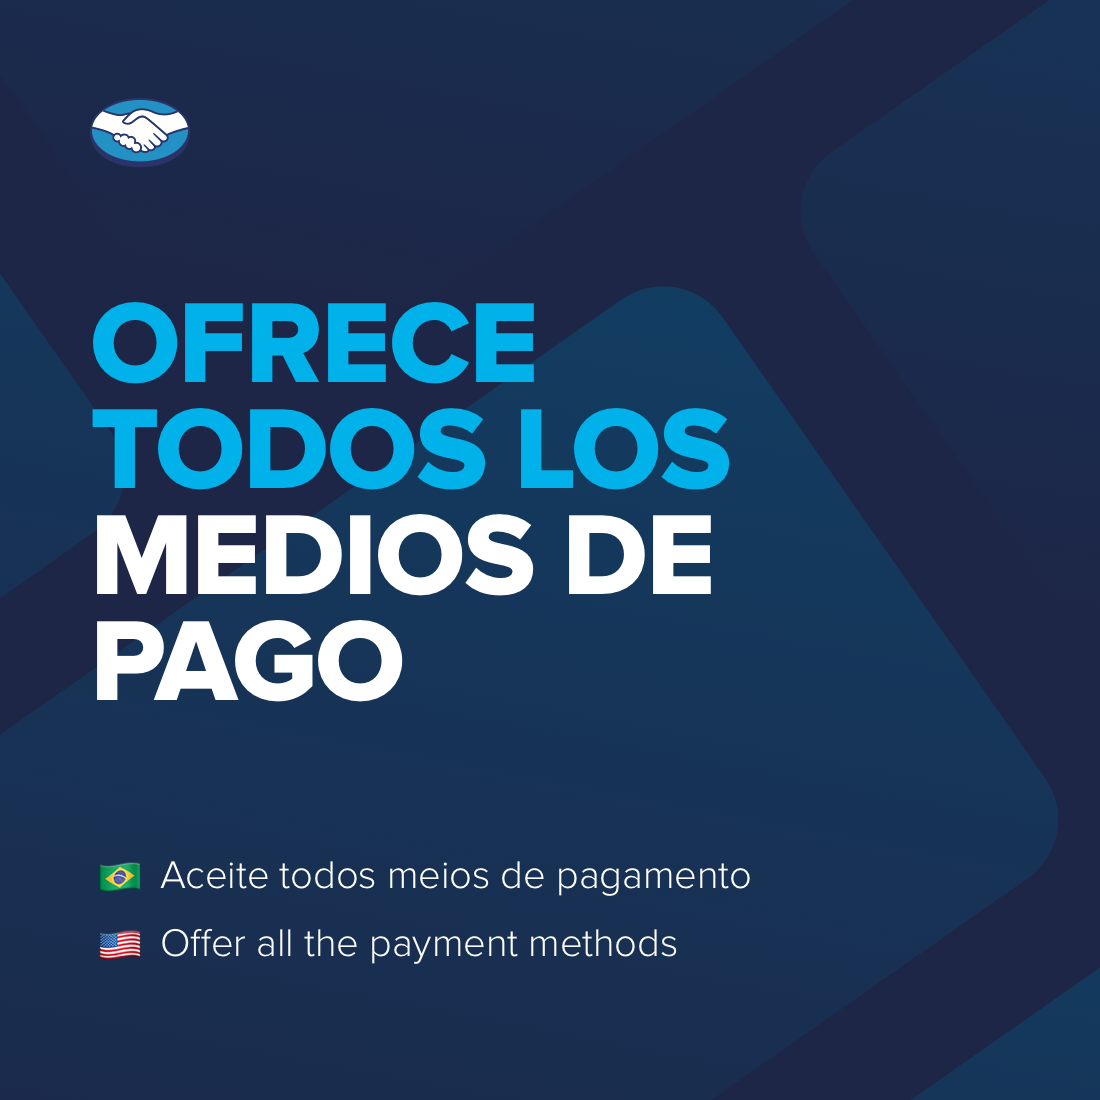 OFRECE
TODOS LOS
MEDIOS DE
PAGO
🇧🇷 Aceite todos meios de pagamento
🇺🇸 Offer all the payment methods